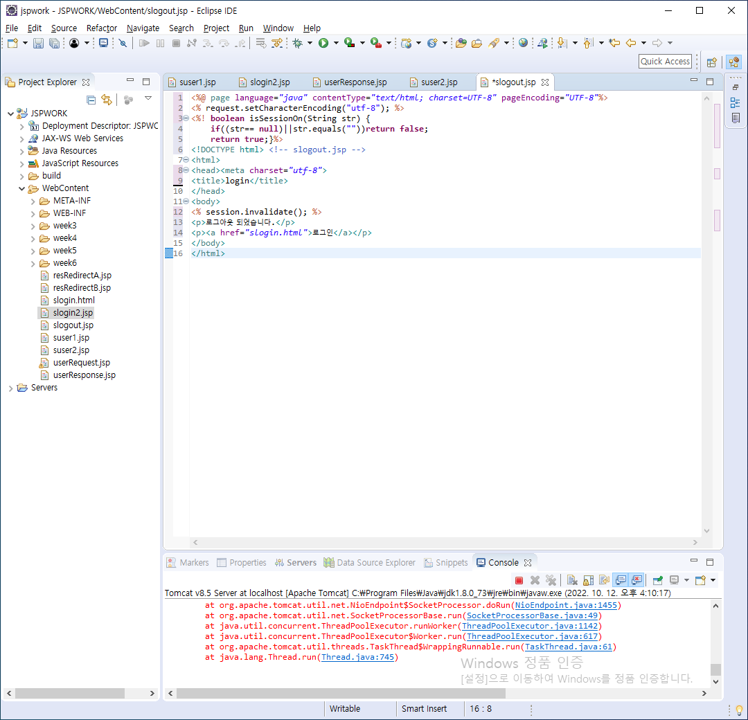 jspwork - JSPWORK/WebContent/slogout.jsp - Eclipse IDE
File Edit Source Refactor Navigate Search Project Run Window Help
Quick Access
Project Explorer
JSPWORK
Deployment Descriptor: JSPWC
JAX-WS Web Services
Java Resources
JavaScript Resources
build
WebContent
META-INF
WEB-INF
week3
week4
week5
week6
resRedirectA.jsp
resRedirectB.jsp
slogin.html
slogin2.jsp
slogout.jsp
suser1.jsp
suser2.jsp
userRequest.jsp
userResponse.jsp
Servers
suser1.jsp slogin2.jsp userResponse.jsp suser2.jsp *slogout.jsp
1 <%@ page language="java" contentType="text/html; charset=UTF-8" pageEncoding="UTF-8"%>
2 <% request.setCharacterEncoding("utf-8"); %>
3 <%! boolean isSessionOn(String str) {
4 if((str== null)||str.equals(""))return false;
5 return true;}%>
6 <!DOCTYPE html> <!-- slogout.jsp -->
7 <html>
8 <head><meta charset="utf-8">
9 <title>login</title>
10 </head>
11 <body>
12 <% session.invalidate(); %>
13 <p>로그아웃 되었습니다.</p>
14 <p><a href="slogin.html">로그인</a></p>
15 </body>
16 </html>
Markers Properties Servers Data Source Explorer Snippets Console
Tomcat v8.5 Server at localhost [Apache Tomcat] C:₩Program Files₩Java₩jdk1.8.0_73₩jre₩bin₩javaw.exe (2022. 10. 12. 오후 4:10:17)
at org.apache.tomcat.util.net.NioEndpoint$SocketProcessor.doRun(NioEndpoint.java:1455)
at org.apache.tomcat.util.net.SocketProcessorBase.run(SocketProcessorBase.java:49)
at java.util.concurrent.ThreadPoolExecutor.runWorker(ThreadPoolExecutor.java:1142)
at java.util.concurrent.ThreadPoolExecutor$Worker.run(ThreadPoolExecutor.java:617)
at org.apache.tomcat.util.threads.TaskThread$WrappingRunnable.run(TaskThread.java:61)
at java.lang.Thread.run(Thread.java:745)
Windows 정품 인증
[설정]으로 이동하여 Windows를 정품 인증합니다.
Writable Smart Insert 16 : 8